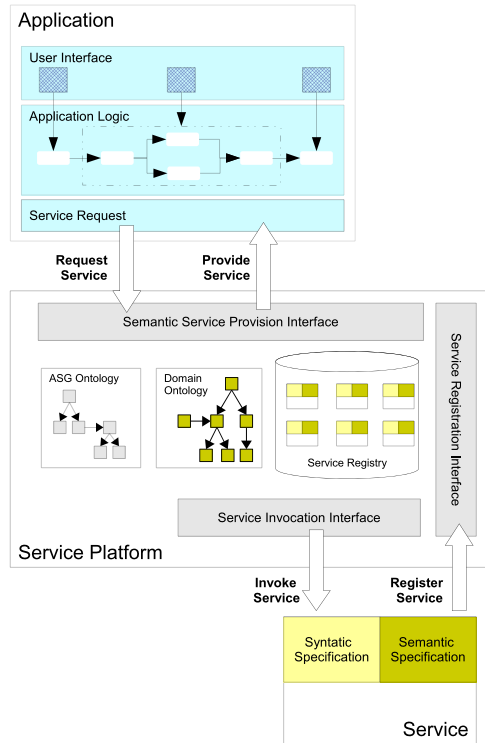 Application
User Interface
Application Logic
Service Request
Request
Service
Provide
Service
Semantic Service Provision Interface
Service Registration Interface
ASG Ontology
Domain
Ontology
Service Registry
Service Invocation Interface
Service Platform
Invoke
Service
Register
Service
Syntatic
Specification
Semantic
Specification
Service